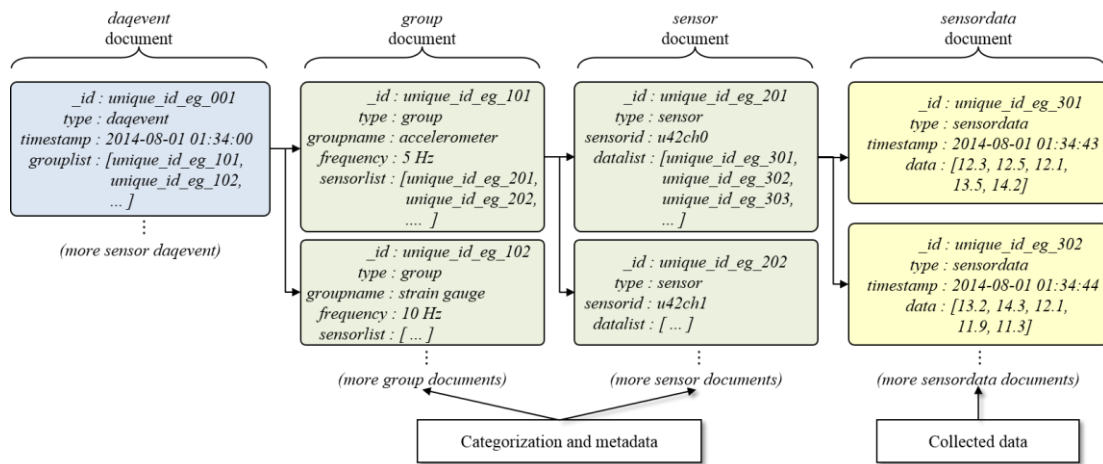 daqevent
document
group
document
sensor
document
sensordata
document
_id : unique_id_eg_001
type : daqevent
timestamp : 2014-08-01 01:34:00
grouplist : [unique_id_eg_101,
unique_id_eg_102,
... ]
⋮
(more sensor daqevent)
_id : unique_id_eg_101
type : group
groupname : accelerometer
frequency : 5 Hz
sensorlist : [unique_id_eg_201,
unique_id_eg_202,
.... ]
_id : unique_id_eg_102
type : group
groupname : strain gauge
frequency : 10 Hz
sensorlist : [ ... ]
⋮
(more group documents)
_id : unique_id_eg_201
type : sensor
sensorid : u42ch0
datalist : [unique_id_eg_301,
unique_id_eg_302,
unique_id_eg_303,
... ]
_id : unique_id_eg_202
type : sensor
sensorid : u42ch1
datalist : [ ... ]
⋮
(more sensor documents)
_id : unique_id_eg_301
type : sensordata
timestamp : 2014-08-01 01:34:43
data : [12.3, 12.5, 12.1,
13.5, 14.2]
_id : unique_id_eg_302
type : sensordata
timestamp : 2014-08-01 01:34:44
data : [13.2, 14.3, 12.1,
11.9, 11.3]
⋮
(more sensordata documents)
Categorization and metadata
Collected data